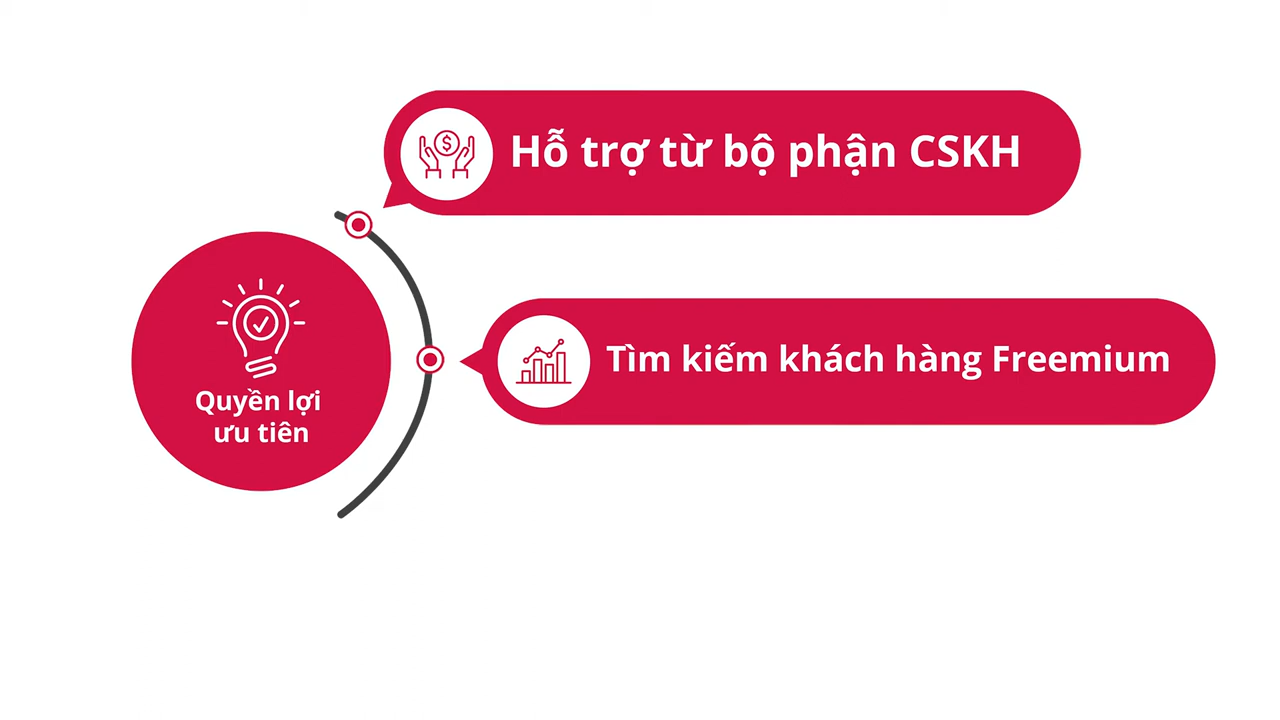 Hỗ trợ từ bộ phận CSKH
Tìm kiếm khách hàng Freemium
Quyền lợi
ưu tiên